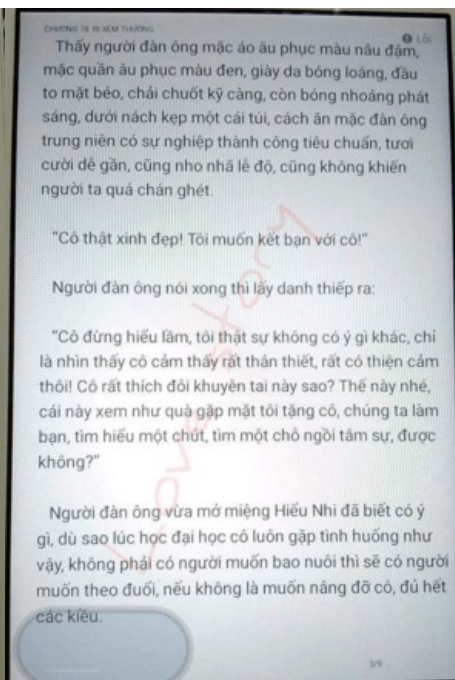 CHƯƠNG 78: BỊ XEM THƯỜNG
Lỗi
Thấy người đàn ông mặc áo âu phục màu nâu đậm,
mặc quần âu phục màu đen, giày da bóng loáng, đầu
to mặt béo, chải chuốt kỹ càng, còn bóng nhoáng phát
sáng, dưới nách kẹp một cái túi, cách ăn mặc đàn ông
trung niên có sự nghiệp thành công tiêu chuẩn, tươi
cười dễ gần, cũng nho nhã lễ độ, cũng không khiến
người ta quá chán ghét.
"Cô thật xinh đẹp! Tôi muốn kết bạn với cô!"
Người đàn ông nói xong thì lấy danh thiếp ra:
"Cô đừng hiểu lầm, tôi thật sự không có ý gì khác, chỉ
là nhìn thấy cô cảm thấy rất thân thiết, rất có thiện cảm
thôi! Cô rất thích đôi khuyên tai này sao? Thế này nhé,
cái này xem như quà gặp mặt tôi tặng cô, chúng ta làm
bạn, tìm hiểu một chút, tìm một chỗ ngồi tâm sự, được
không?"
Người đàn ông vừa mở miệng Hiểu Nhi đã biết có ý
gì, dù sao lúc học đại học cô luôn gặp tình huống như
vậy, không phải có người muốn bao nuôi thì sẽ có người
muốn theo đuổi, nếu không là muốn nâng đỡ cô, đủ hết
các kiểu.
Love story
3/9